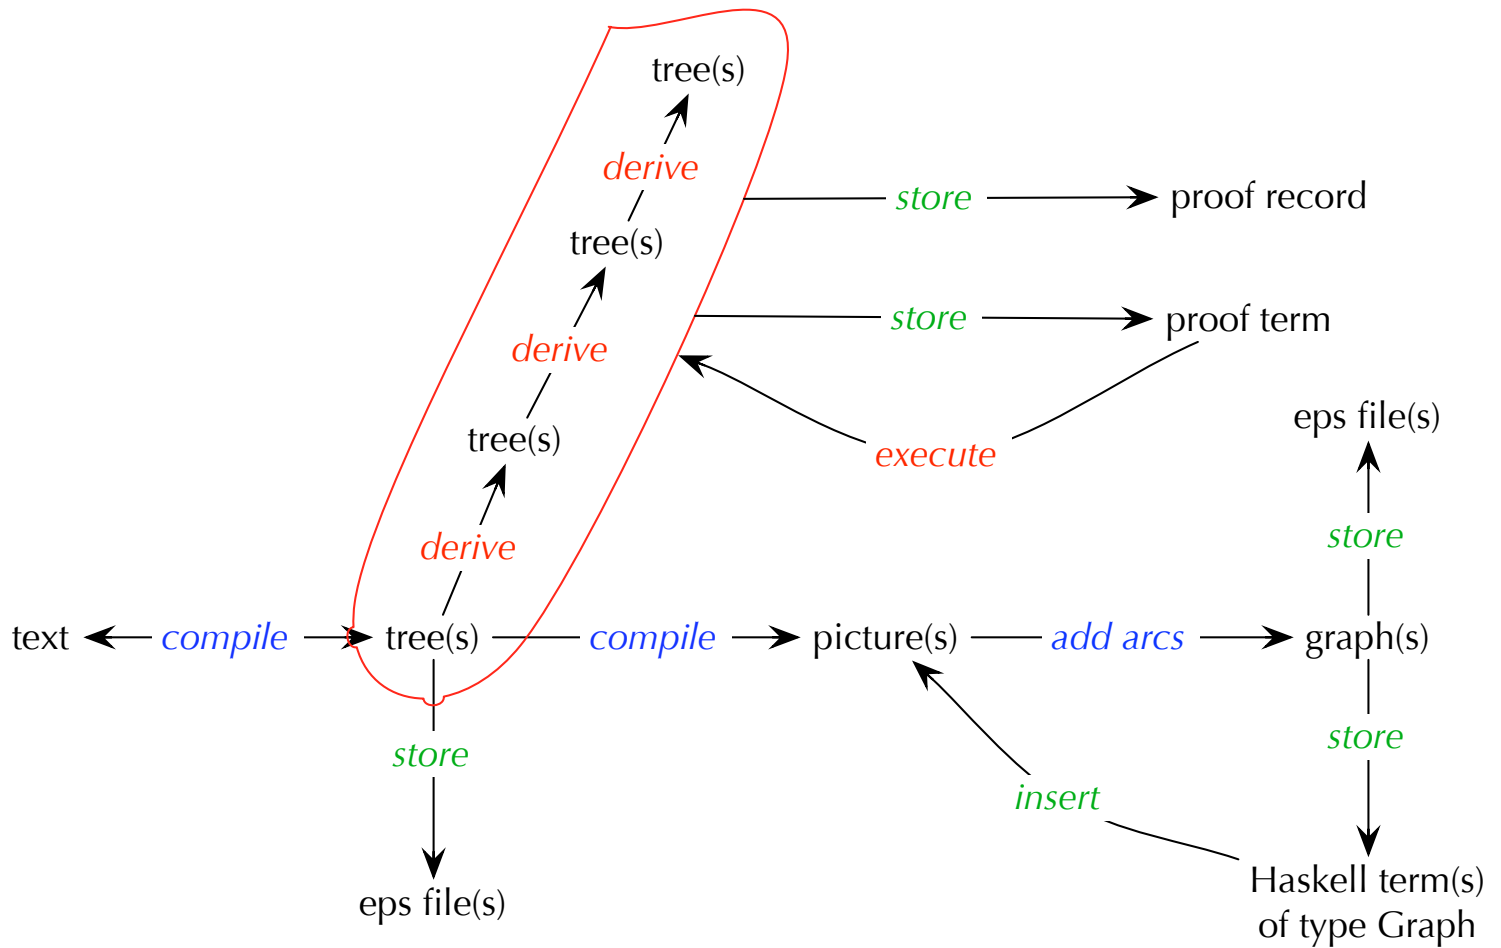 tree(s)
derive
store
proof record
tree(s)
store
proof term
derive
eps file(s)
tree(s)
execute
store
derive
text
compile
tree(s)
compile
picture(s)
add arcs
graph(s)
store
store
insert
Haskell term(s)
of type Graph
eps file(s)